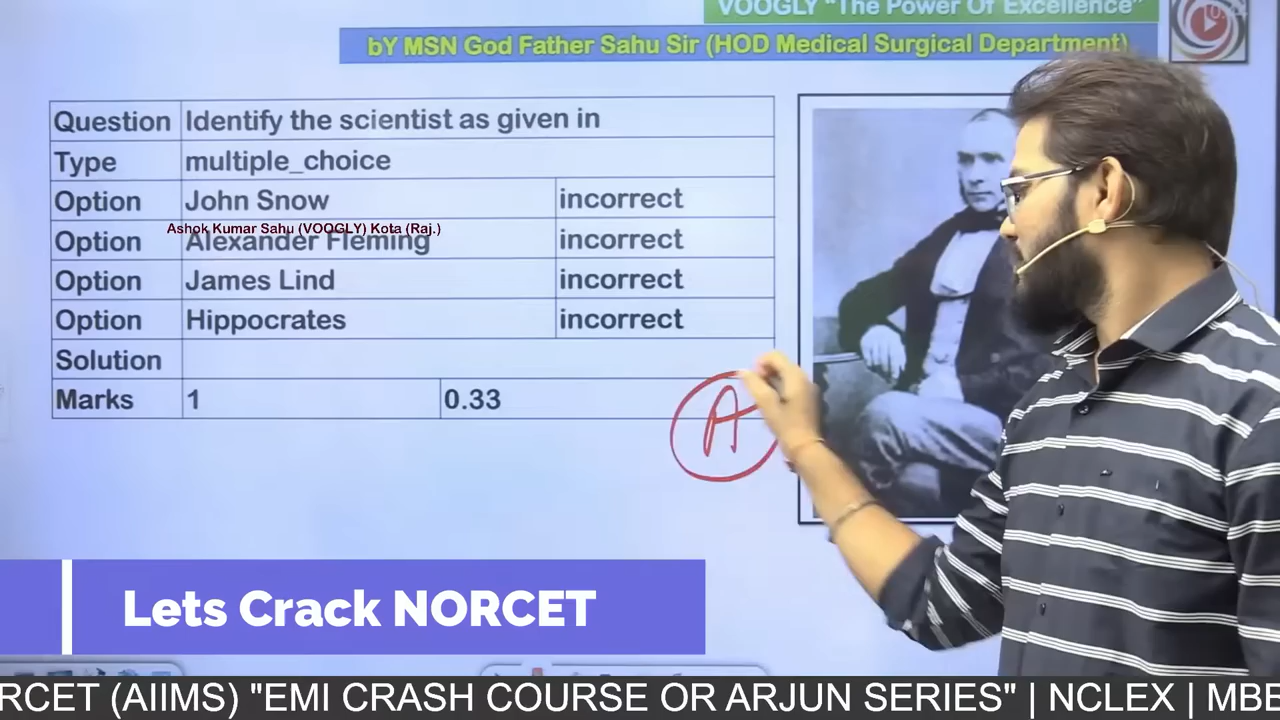 VOOGLY "The Power Of Excellence"
bY MSN God Father Sahu Sir (HOD Medical Surgical Department)
Question Identify the scientist as given in
Type multiple_choice
Option John Snow incorrect
Ashok Kumar Sahu (VOOGLY) Kota (Raj.)
Option Alexander Fleming incorrect
Option James Lind incorrect
Option Hippocrates incorrect
Solution
Marks 1 0.33
A
Lets Crack NORCET
RCET (AIIMS) "EMI CRASH COURSE OR ARJUN SERIES" | NCLEX | MBE